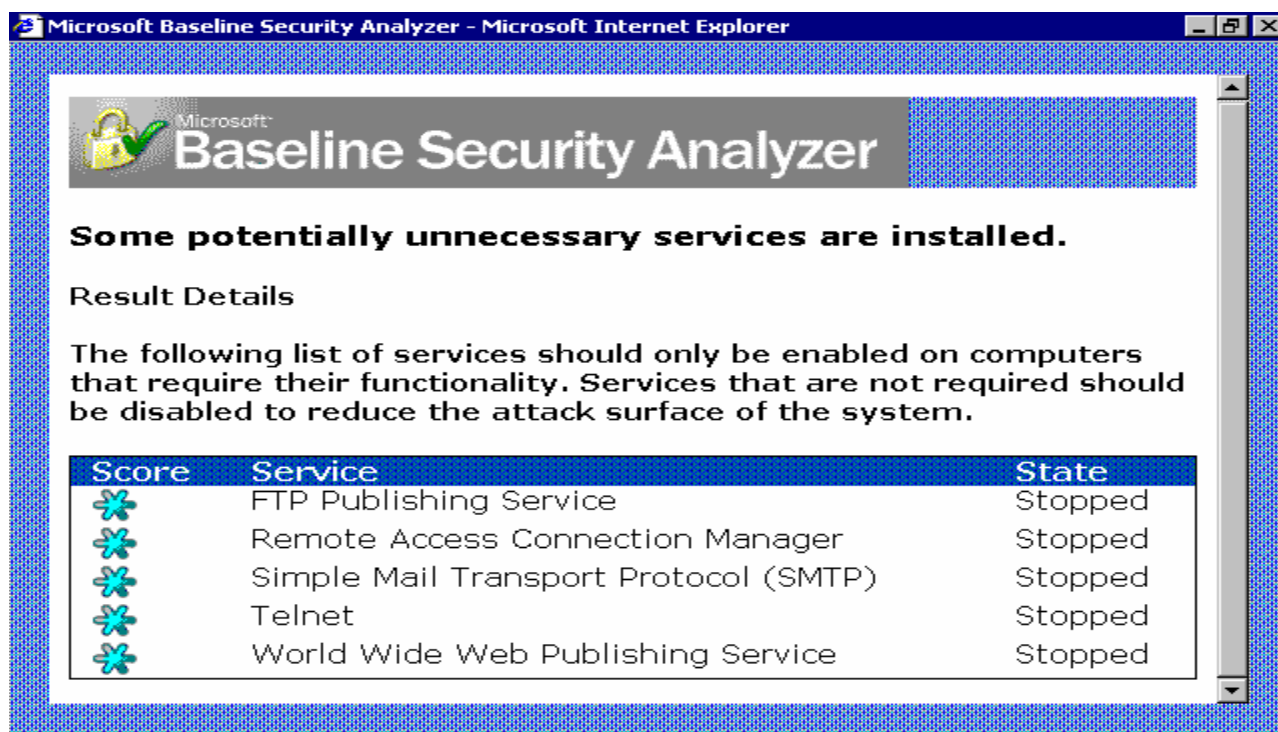 Microsoft Baseline Security Analyzer - Microsoft Internet Explorer
Microsoft
Baseline Security Analyzer
Some potentially unnecessary services are installed.
Result Details
The following list of services should only be enabled on computers
that require their functionality. Services that are not required should
be disabled to reduce the attack surface of the system.
Score Service State
FTP Publishing Service Stopped
Remote Access Connection Manager Stopped
Simple Mail Transport Protocol (SMTP) Stopped
Telnet Stopped
World Wide Web Publishing Service Stopped